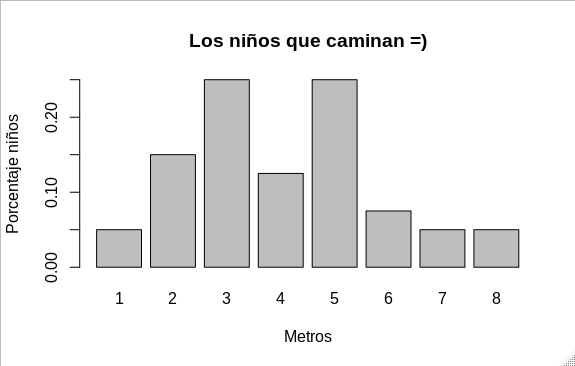 Los niños que caminan =)
Porcentaje niños
0.20
0.10
0.00
1 2 3 4 5 6 7 8
Metros